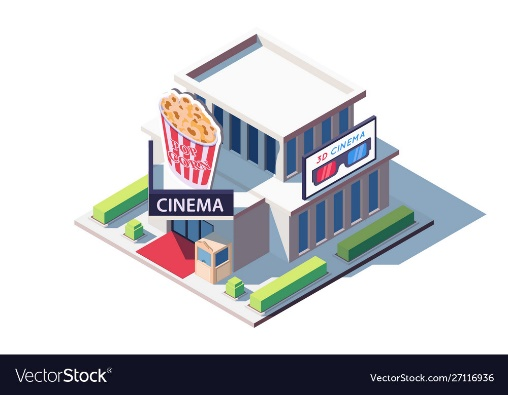 POP
CORN
3D CINEMA
CINEMA
VectorStock®
VectorStock.com/27116936